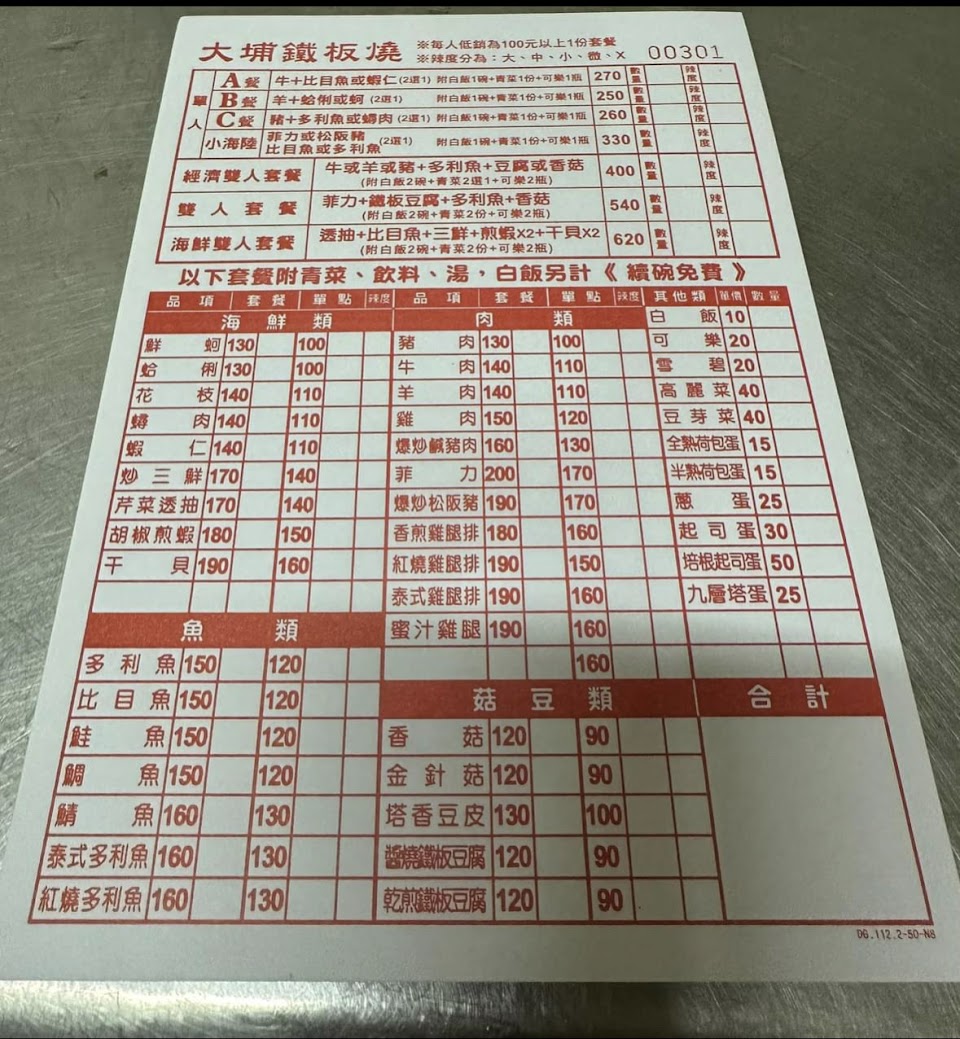 大埔鐵板燒 ※每人低銷為100元以上1份套餐
※辣度分為：大、中、小、微、X 00301
單人
A餐 牛+比目魚或蝦仁(2選1) 附白飯1碗+青菜1份+可樂1瓶 270 數量 辣度
B餐 羊+蛤蜊或蚵(2選1) 附白飯1碗+青菜1份+可樂1瓶 250 數量 辣度
C餐 豬+多利魚或蟳肉(2選1) 附白飯1碗+青菜1份+可樂1瓶 260 數量 辣度
小海陸 菲力或松阪豬 比目魚或多利魚 (2選1) 附白飯1碗+青菜1份+可樂1瓶 330 數量 辣度
經濟雙人套餐 牛或羊或豬+多利魚+豆腐或香菇 400 數量 辣度
(附白飯2碗+青菜2選1+可樂2瓶)
雙人套餐 菲力+鐵板豆腐+多利魚+香菇 540 數量 辣度
(附白飯2碗+青菜2份+可樂2瓶)
海鮮雙人套餐 透抽+比目魚+三鮮+煎蝦X2+干貝X2 620 數量 辣度
(附白飯2碗+青菜2份+可樂2瓶)
以下套餐附青菜、飲料、湯，白飯另計《續碗免費》
品項 套餐 單點 辣度 品項 套餐 單點 辣度 其他類 單價 數量
海鮮類 肉類 白飯 10
鮮蚵 130 100 豬肉 130 100 可樂 20
蛤蜊 130 100 牛肉 140 110 雪碧 20
花枝 140 110 羊肉 140 110 高麗菜 40
蟳肉 140 110 雞肉 150 120 豆芽菜 40
蝦仁 140 110 爆炒鹹豬肉 160 130 全熟荷包蛋 15
炒三鮮 170 140 菲力 200 170 半熟荷包蛋 15
芹菜透抽 170 140 爆炒松阪豬 190 170 蔥蛋 25
胡椒煎蝦 180 150 香煎雞腿排 180 160 起司蛋 30
干貝 190 160 紅燒雞腿排 190 150 培根起司蛋 50
泰式雞腿排 190 160 九層塔蛋 25
魚類 蜜汁雞腿 190 160
多利魚 150 120 160
比目魚 150 120 菇豆類 合計
鮭魚 150 120 香菇 120 90
鯛魚 150 120 金針菇 120 90
鯖魚 160 130 塔香豆皮 130 100
泰式多利魚 160 130 醬燒鐵板豆腐 120 90
紅燒多利魚 160 130 乾煎鐵板豆腐 120 90
DG.112.2-50-N8